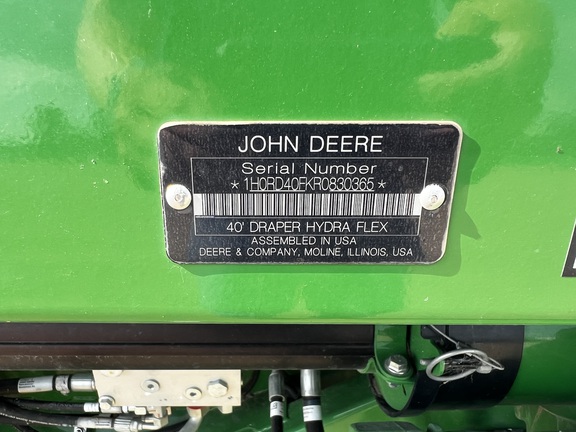 JOHN DEERE
Serial Number
*1H0RD40FKR0830365*
40' DRAPER HYDRA FLEX
ASSEMBLED IN USA
DEERE & COMPANY, MOLINE, ILLINOIS, USA